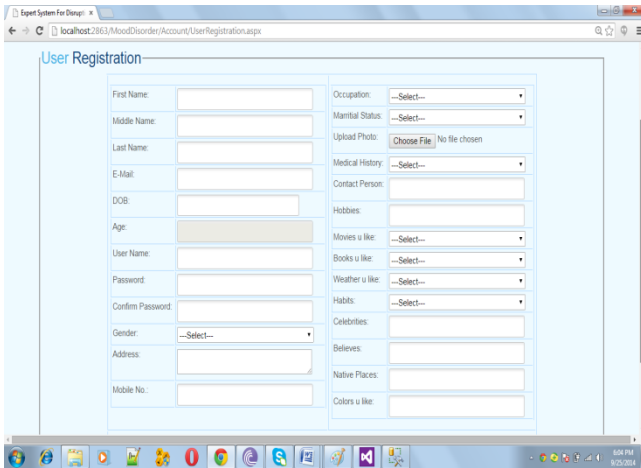 Expert System For Disrupti
localhost:2863/MoodDisorder/Account/UserRegistration.aspx
User Registration
First Name:
Middle Name:
Last Name:
E-Mail:
DOB:
Age:
User Name:
Password:
Confirm Password:
Gender: ---Select---
Address:
Mobile No.:
Occupation: ---Select---
Marritial Status: ---Select---
Upload Photo: Choose File No file chosen
Medical History: ---Select---
Contact Person:
Hobbies:
Movies u like: ---Select---
Books u like: ---Select---
Weather u like: ---Select---
Habits: ---Select---
Celebrities:
Believes:
Native Places:
Colors u like:
6:04 PM
9/25/2014